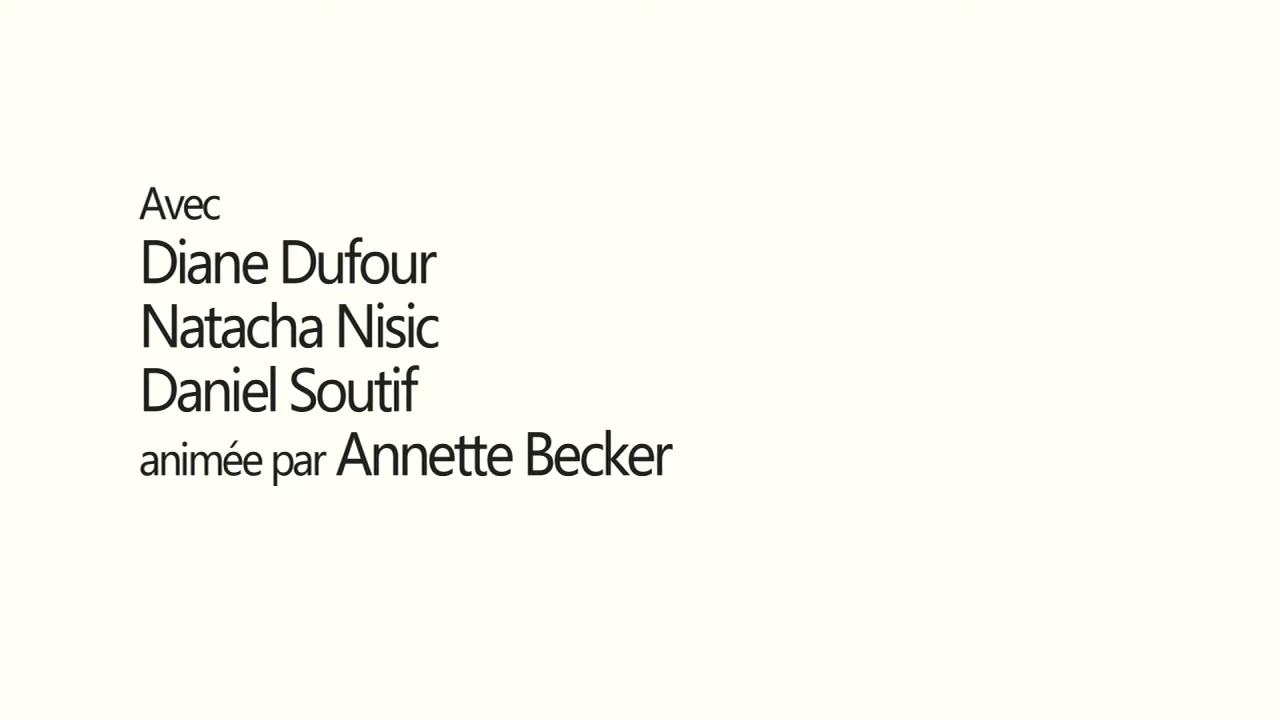 Avec
Diane Dufour
Natacha Nisic
Daniel Soutif
animée par Annette Becker